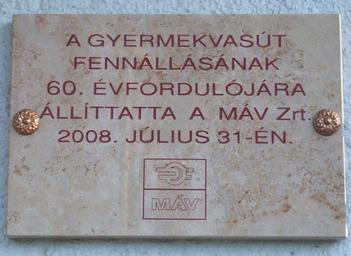 A GYERMEKVASÚT
FENNÁLLÁSÁNAK
60. ÉVFORDULÓJÁRA
ÁLLÍTTATTA A MÁV Zrt.
2008. JÚLIUS 31-ÉN.
MÁV